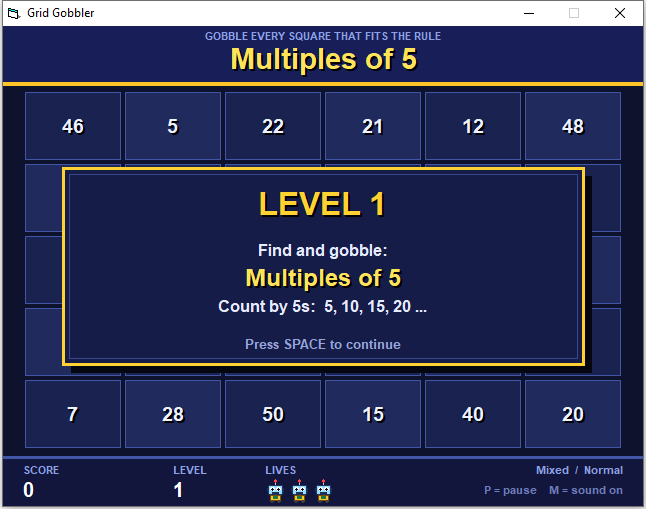 Grid Gobbler
GOBBLE EVERY SQUARE THAT FITS THE RULE
Multiples of 5
46 5 22 21 12 48
LEVEL 1
Find and gobble:
Multiples of 5
Count by 5s: 5, 10, 15, 20 ...
Press SPACE to continue
7 28 50 15 40 20
SCORE LEVEL LIVES Mixed / Normal
0 1 P = pause M = sound on